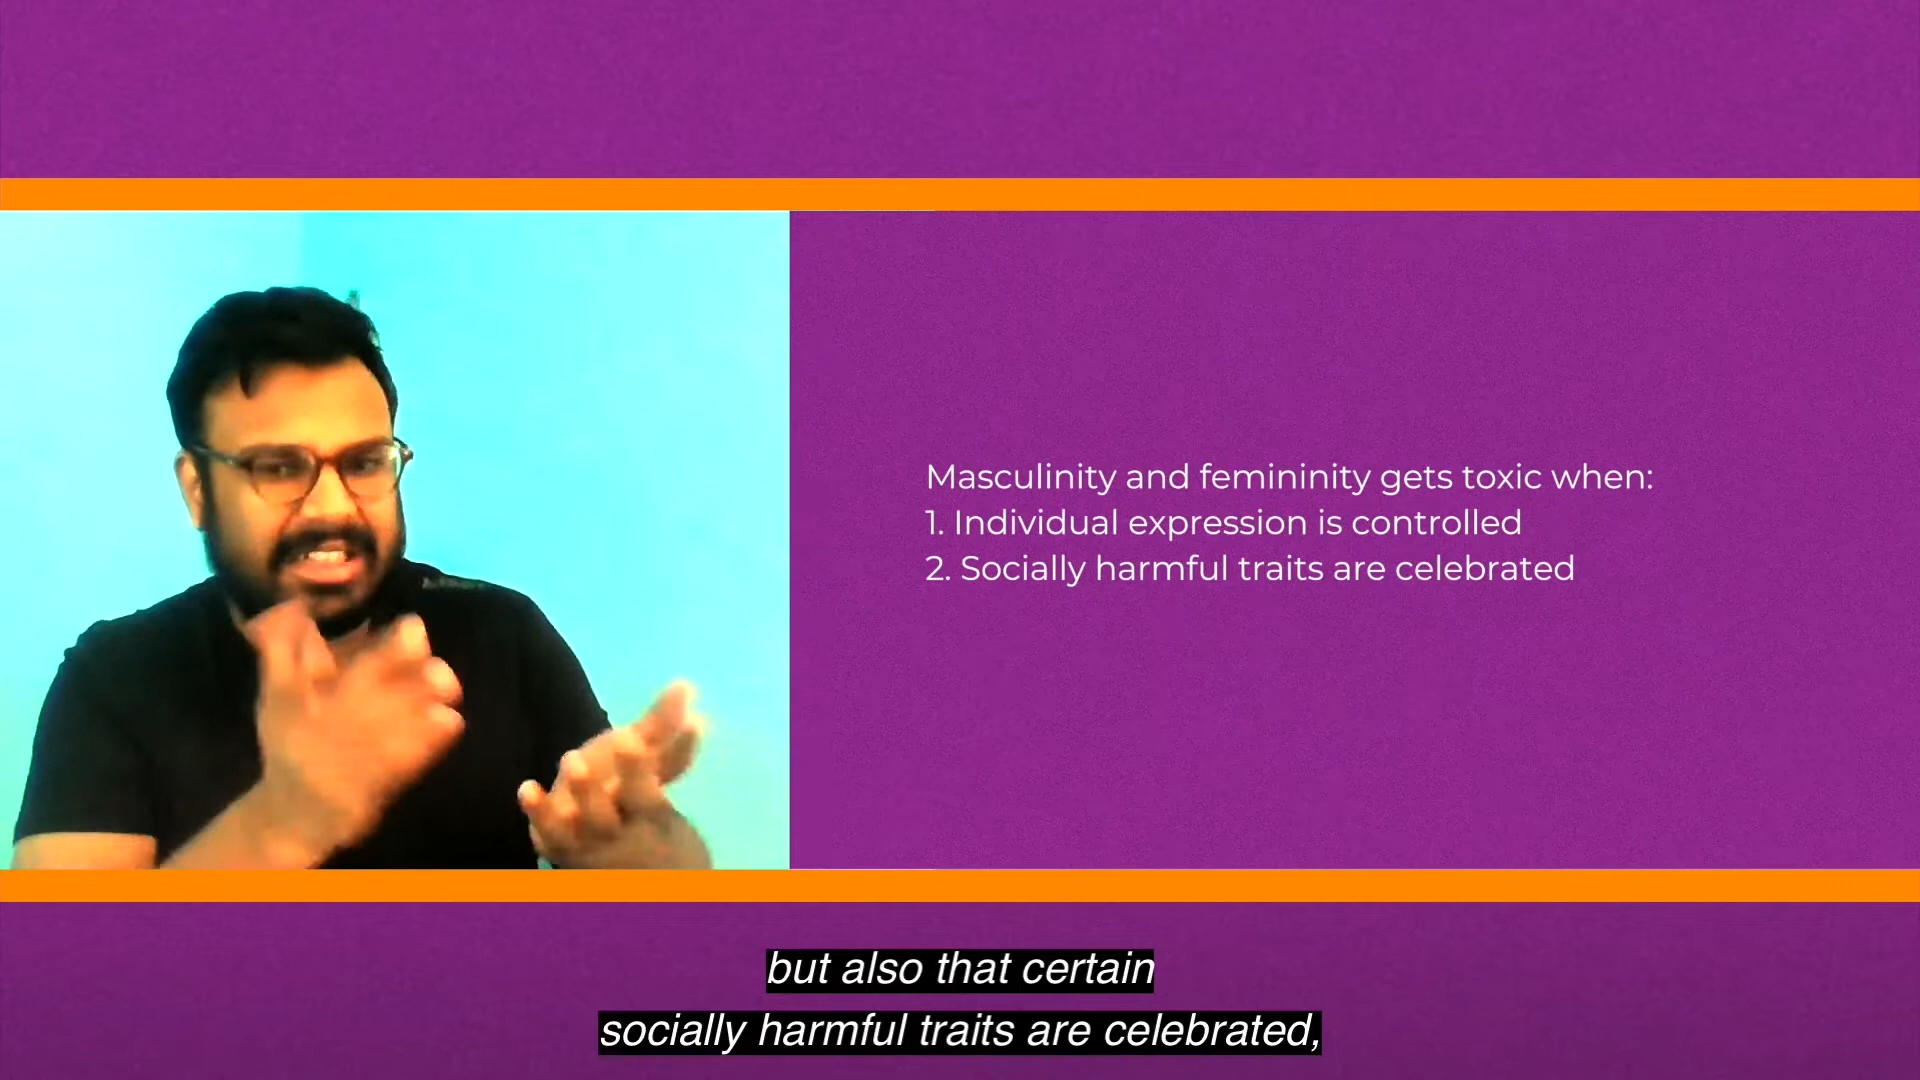 Masculinity and femininity gets toxic when:
1. Individual expression is controlled
2. Socially harmful traits are celebrated
but also that certain
socially harmful traits are celebrated,